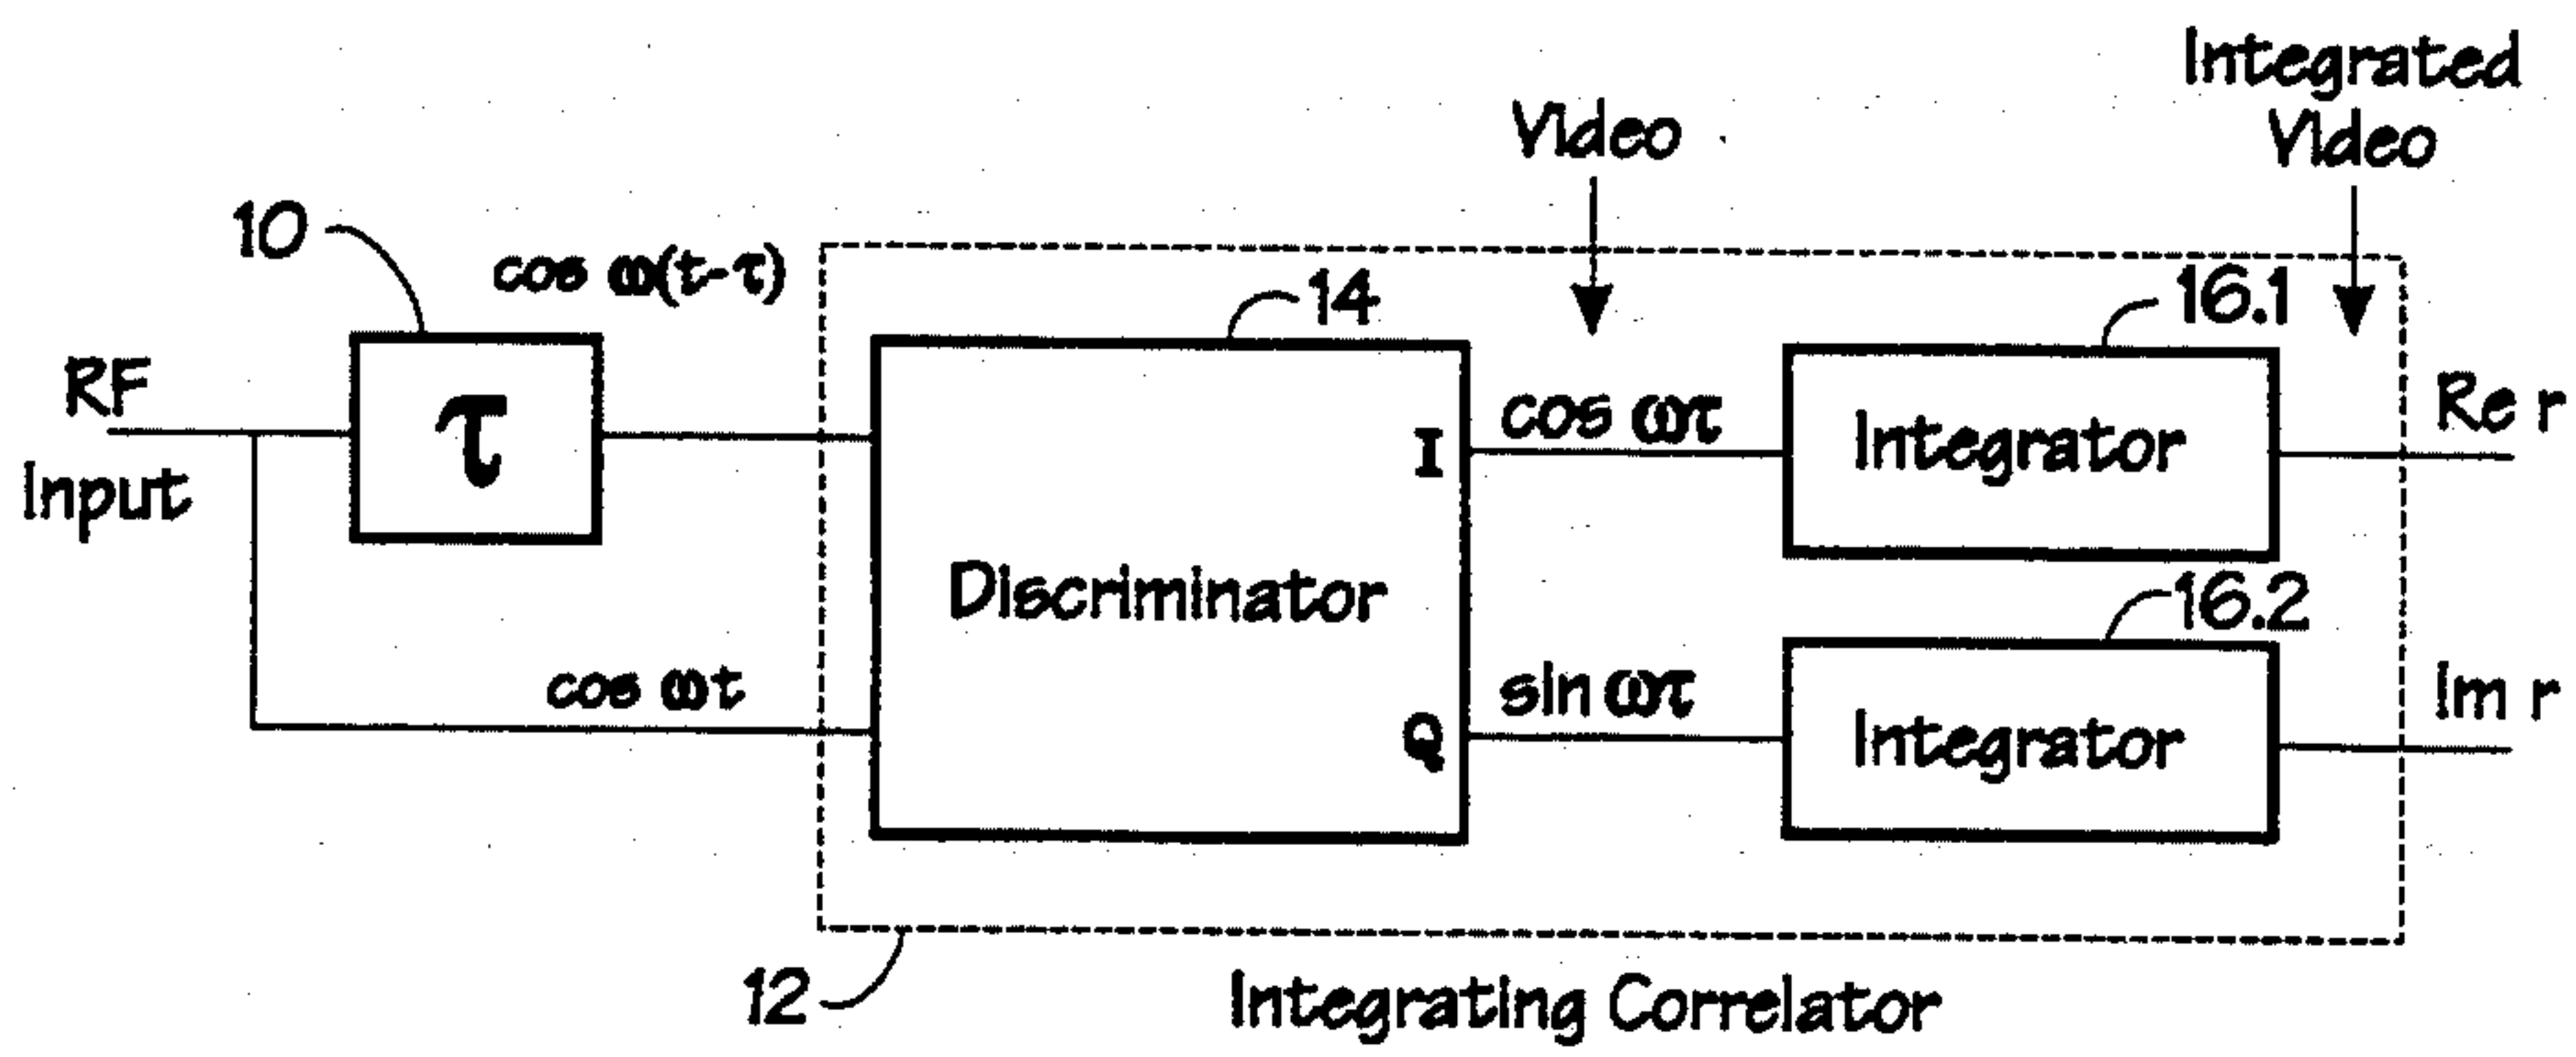 Integrated
Video
Video
10
cos ω(t-τ)
14
16.1
RF
Input
τ
I
cos ωτ
Integrator
Re r
Discriminator
16.2
cos ωt
Q
sin ωτ
Integrator
Im r
12
Integrating Correlator